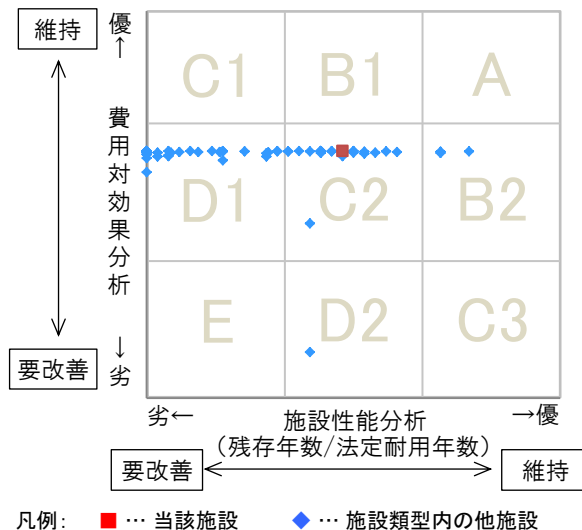 維持
優
↑
C1 B1 A
費用対効果分析
D1 C2 B2
E D2 C3
要改善
↓
劣
劣← 施設性能分析 →優
（残存年数/法定耐用年数）
要改善 維持
凡例： ■ … 当該施設 ◆ … 施設類型内の他施設